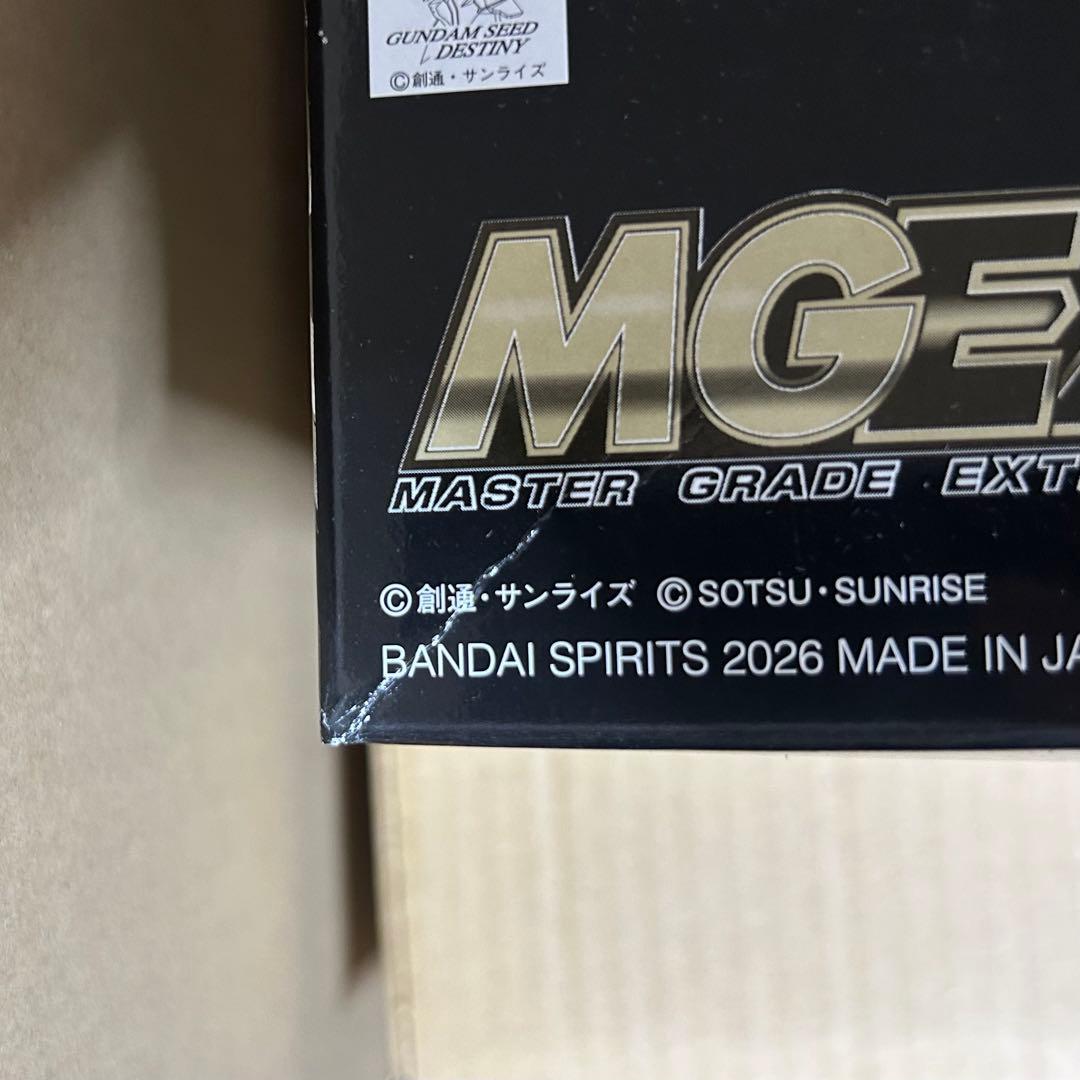 GUNDAM SEED
DESTINY
©創通・サンライズ
MGEX
MASTER GRADE EXT
©創通・サンライズ ©SOTSU・SUNRISE
BANDAI SPIRITS 2026 MADE IN JA